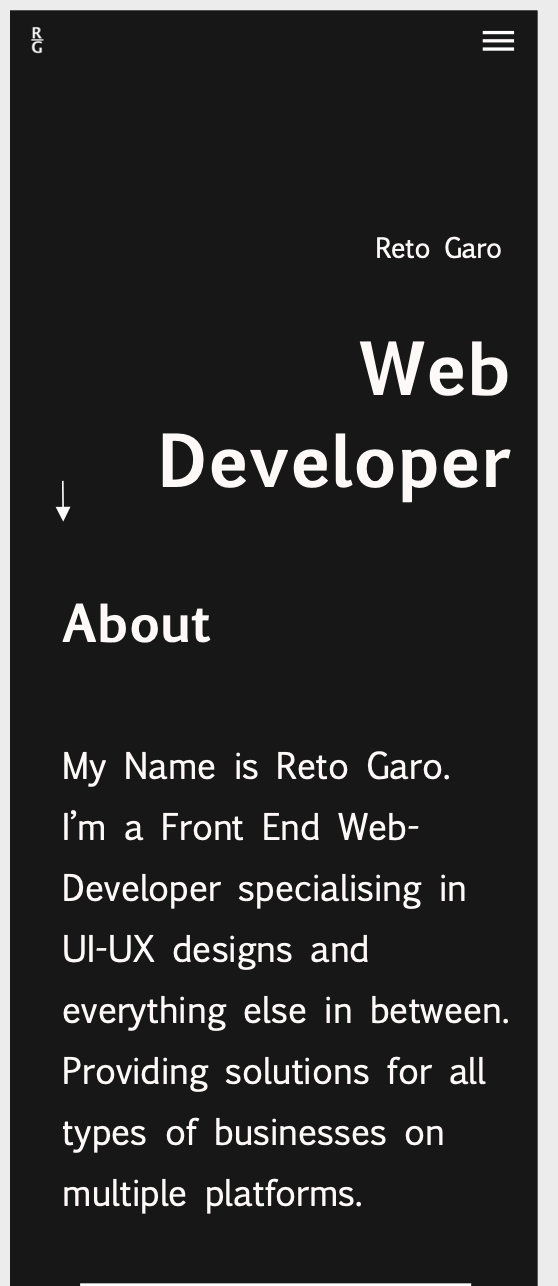 R
G
Reto Garo
Web
Developer
About
My Name is Reto Garo.
I’m a Front End Web-
Developer specialising in
UI-UX designs and
everything else in between.
Providing solutions for all
types of businesses on
multiple platforms.